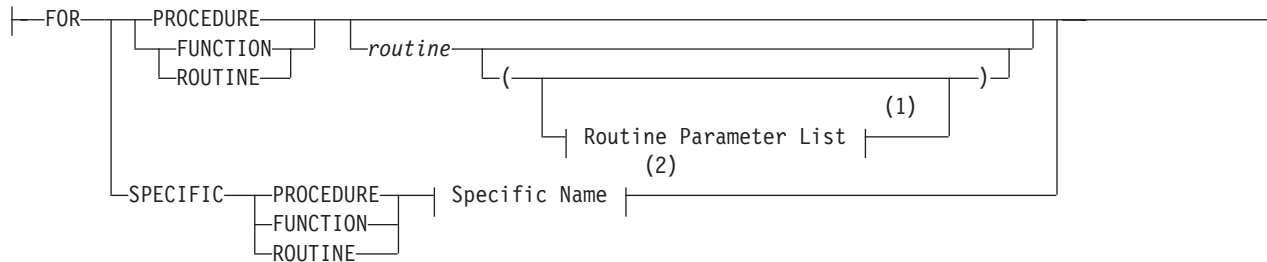 FOR PROCEDURE
FUNCTION routine
ROUTINE ( )
(1)
Routine Parameter List
(2)
SPECIFIC PROCEDURE Specific Name
FUNCTION
ROUTINE